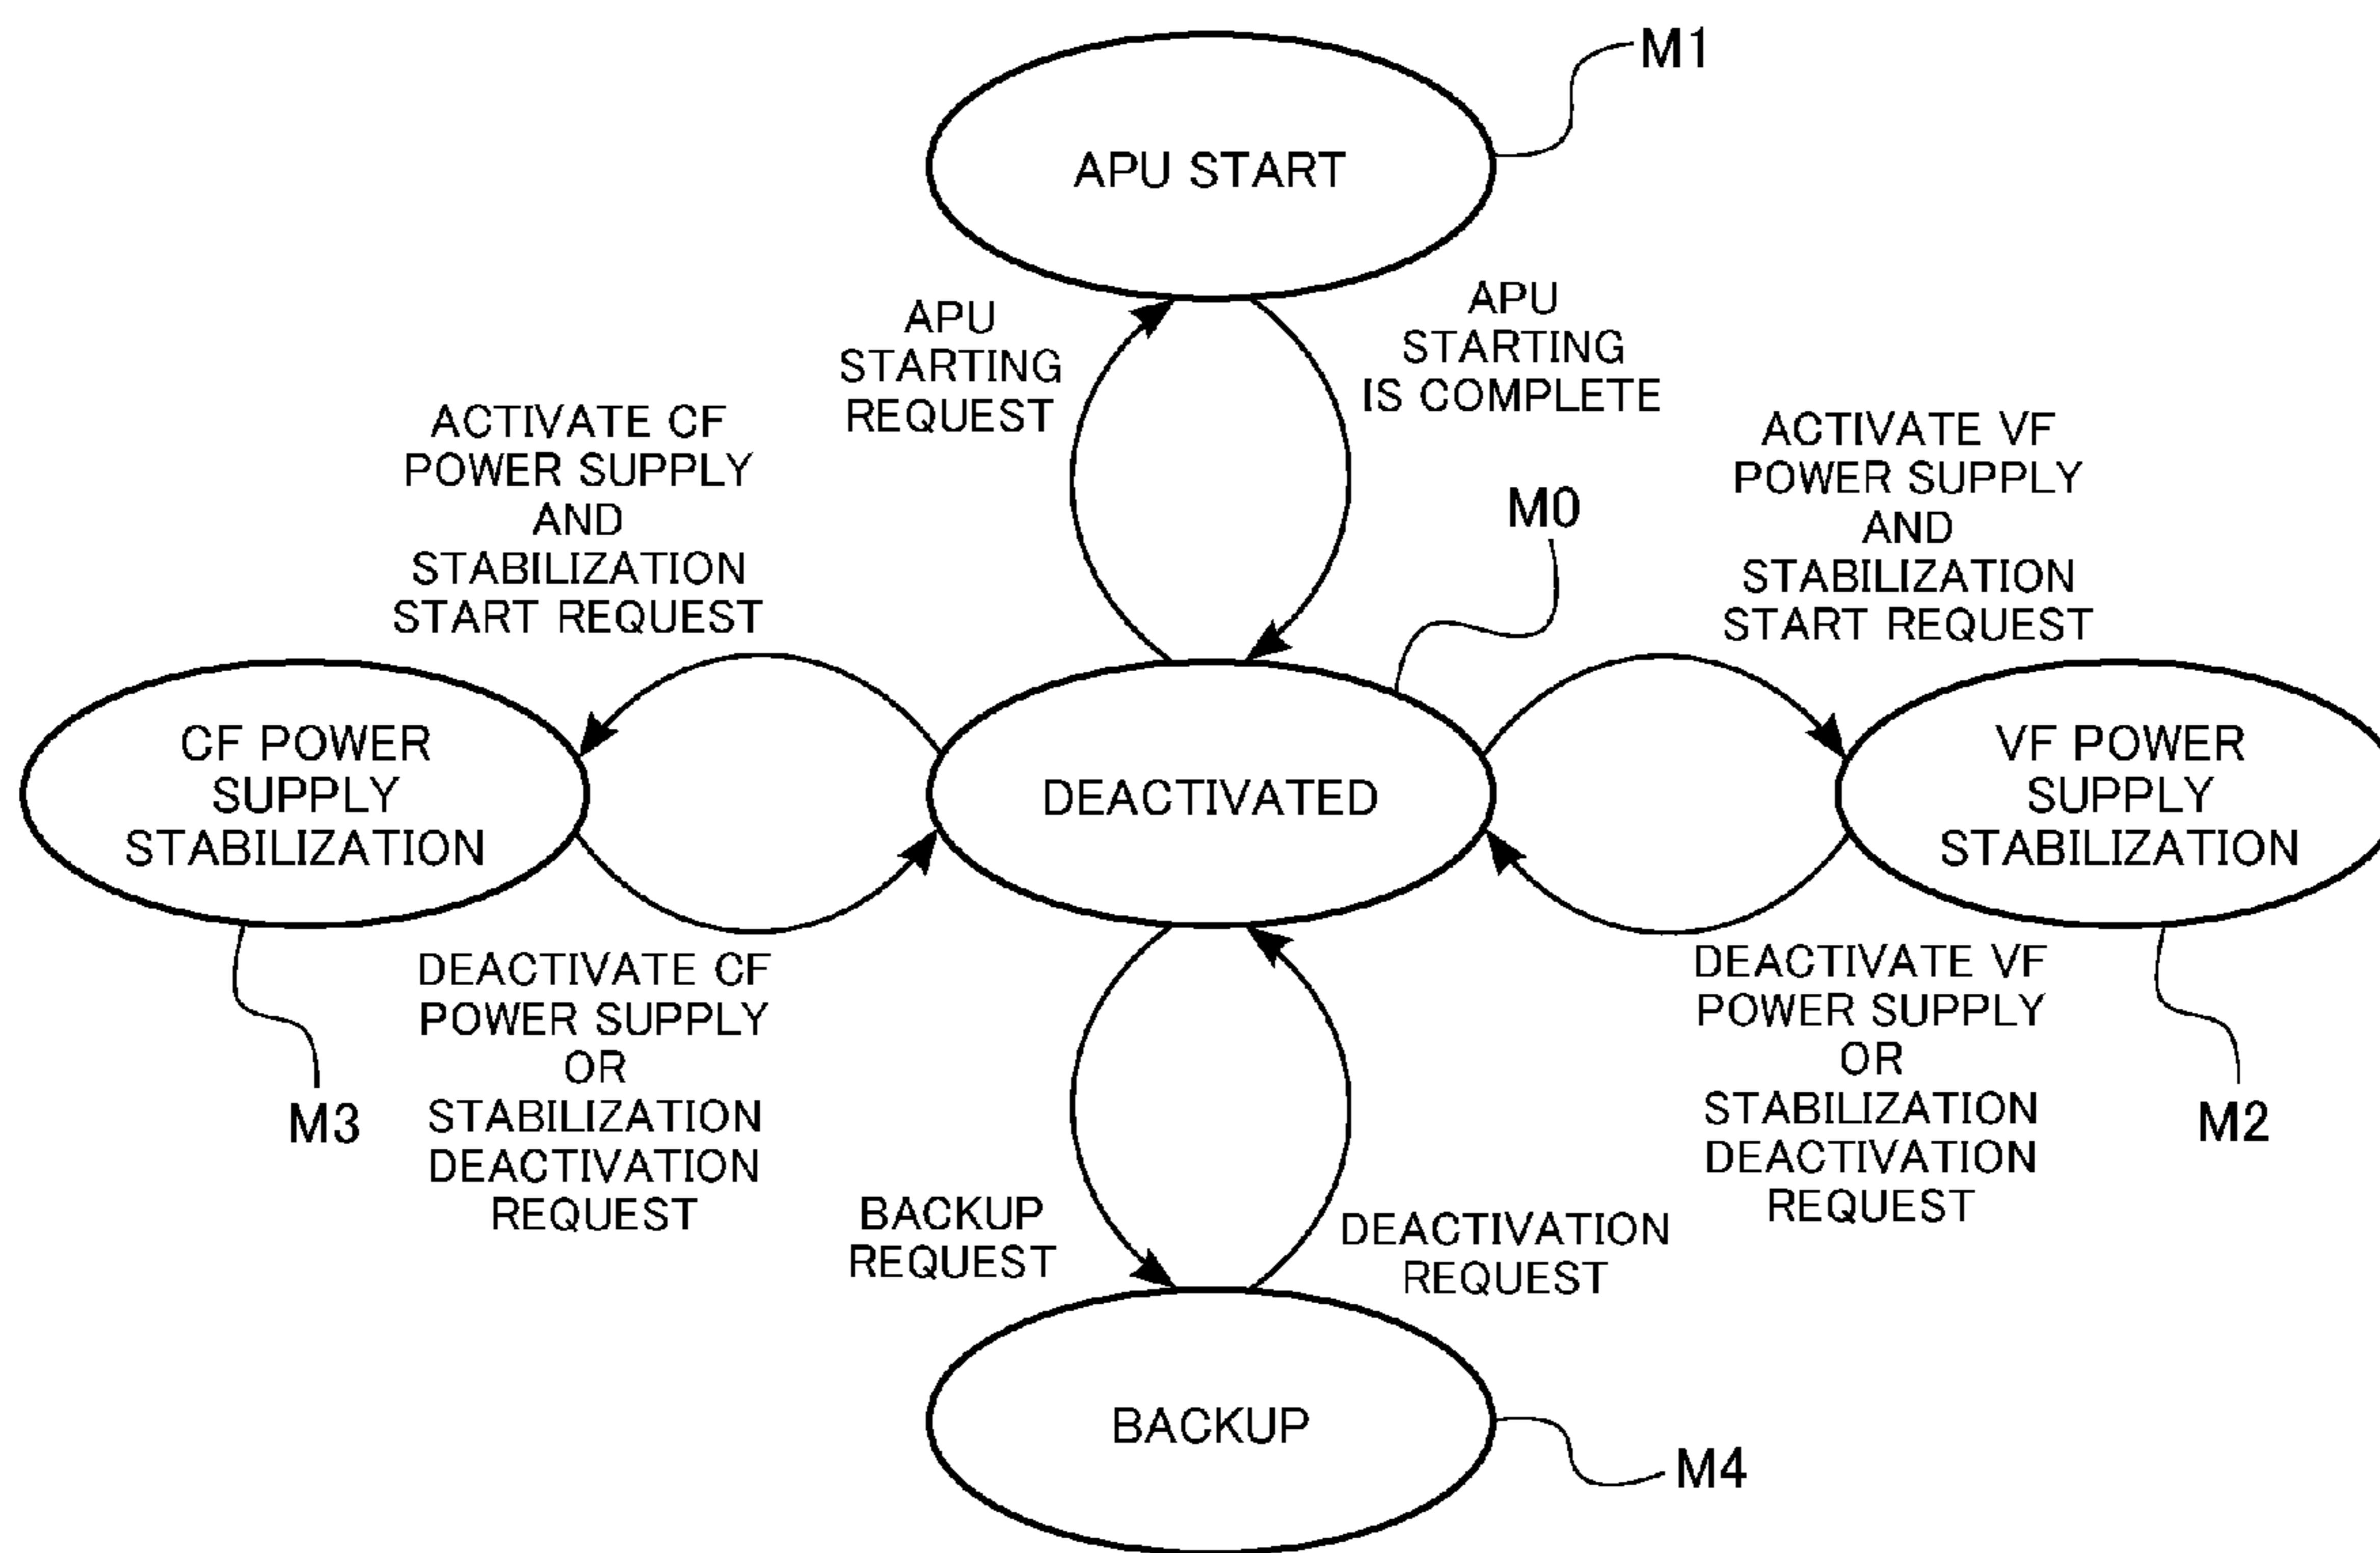 M1
APU START
APU
STARTING
REQUEST
APU
STARTING
IS COMPLETE
ACTIVATE CF
POWER SUPPLY
AND
STABILIZATION
START REQUEST
M0
ACTIVATE VF
POWER SUPPLY
AND
STABILIZATION
START REQUEST
CF POWER
SUPPLY
STABILIZATION
DEACTIVATED
VF POWER
SUPPLY
STABILIZATION
M3
DEACTIVATE CF
POWER SUPPLY
OR
STABILIZATION
DEACTIVATION
REQUEST
DEACTIVATE VF
POWER SUPPLY
OR
STABILIZATION
DEACTIVATION
REQUEST
M2
BACKUP
REQUEST
DEACTIVATION
REQUEST
BACKUP
M4